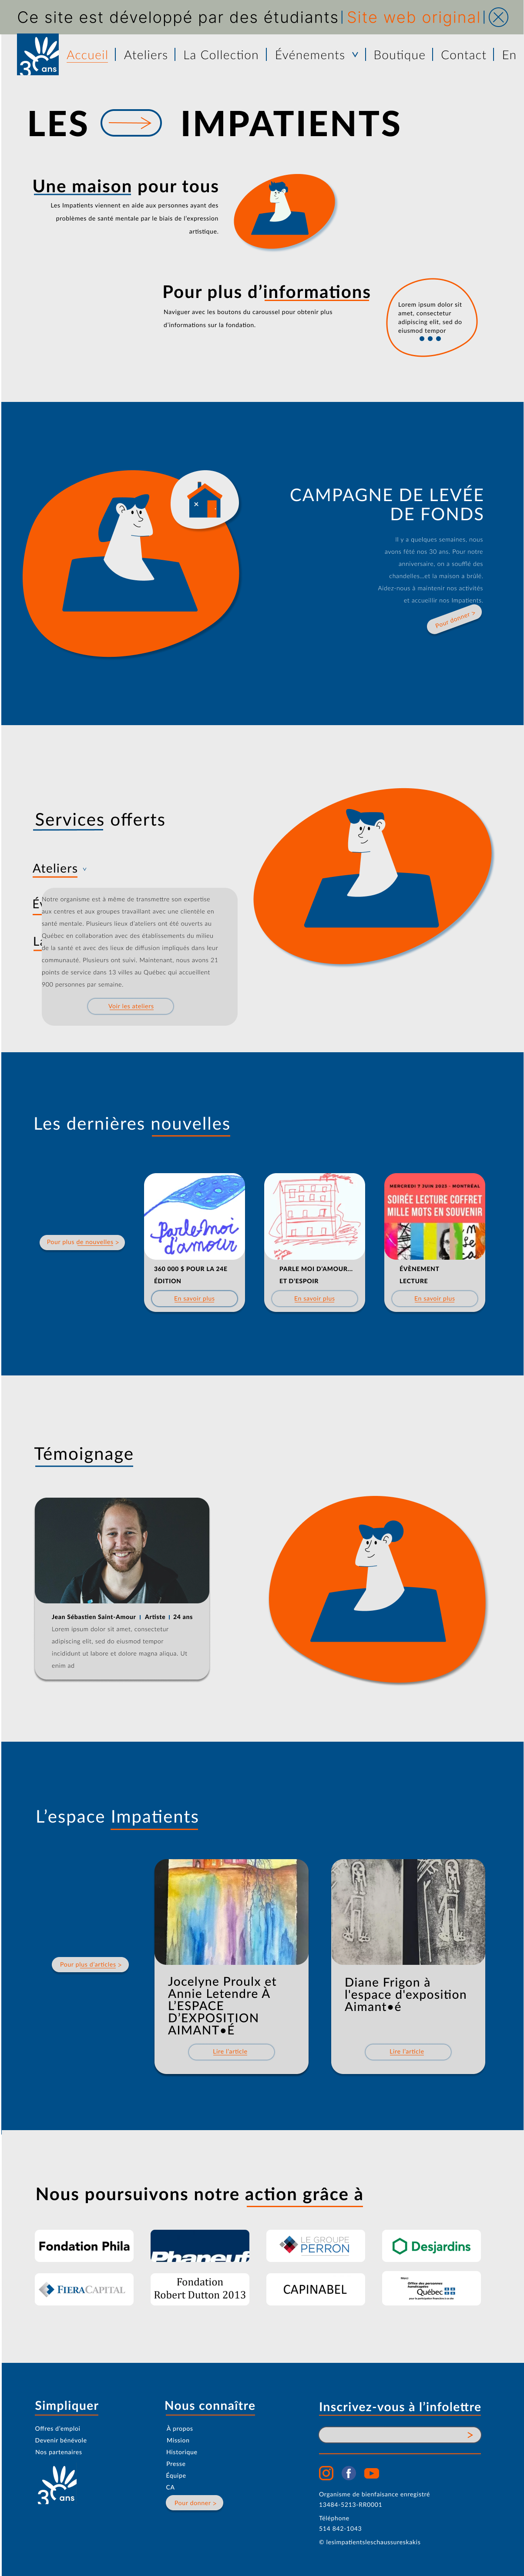 Ce site est développé par des étudiants | Site web original |
3 ans
Accueil | Ateliers | La Collection | Événements | Boutique | Contact | En
LES IMPATIENTS
Une maison pour tous
Les Impatients viennent en aide aux personnes ayant des
problèmes de santé mentale par le biais de l'expression
artistique.
Pour plus d'informations
Naviguer avec les boutons du caroussel pour obtenir plus
d'informations sur la fondation.
Lorem ipsum dolor sit
amet, consectetur
adipiscing elit, sed do
eiusmod tempor
CAMPAGNE DE LEVÉE
DE FONDS
Il y a quelques semaines, nous
avons fêté nos 30 ans. Pour notre
anniversaire, on a soufflé des
chandelles...et la maison a brûlé.
Aidez-nous à maintenir nos activités
et accueillir nos Impatients.
Pour donner >
Services offerts
Ateliers
Notre organisme est à même de transmettre son expertise
aux centres et aux groupes travaillant avec une clientèle en
santé mentale. Plusieurs lieux d'ateliers ont été ouverts au
Québec en collaboration avec des établissements du milieu
de la santé et avec des lieux de diffusion impliqués dans leur
communauté. Plusieurs ont suivi. Maintenant, nous avons 21
points de service dans 13 villes au Québec qui accueillent
900 personnes par semaine.
Voir les ateliers
Les dernières nouvelles
Pour plus de nouvelles >
Parle-moi
d'amour
360 000 $ POUR LA 24E
ÉDITION
En savoir plus
PARLE MOI D'AMOUR...
ET D'ESPOIR
En savoir plus
MERCREDI 7 JUIN 2023 - MONTRÉAL
SOIRÉE LECTURE COFFRET
MILLE MOTS EN SOUVENIR
ÉVÈNEMENT
LECTURE
En savoir plus
Témoignage
Jean Sébastien Saint-Amour | Artiste | 24 ans
Lorem ipsum dolor sit amet, consectetur
adipiscing elit, sed do eiusmod tempor
incididunt ut labore et dolore magna aliqua. Ut
enim ad
L'espace Impatients
Pour plus d'articles >
Jocelyne Proulx et
Annie Letendre À
L'ESPACE
D'EXPOSITION
AIMANT●É
Lire l'article
Diane Frigon à
l'espace d'exposition
Aimant●é
Lire l'article
Nous poursuivons notre action grâce à
Fondation Phila
Phaneuf
LE GROUPE
PERRON
Desjardins
FIERACAPITAL
Fondation
Robert Dutton 2013
CAPINABEL
Office des personnes
handicapées
Québec
Simpliquer
Offres d'emploi
Devenir bénévole
Nos partenaires
3 ans
Nous connaître
À propos
Mission
Historique
Presse
Équipe
CA
Pour donner >
Inscrivez-vous à l'infolettre
>
Organisme de bienfaisance enregistré
13484-5213-RR0001
Téléphone
514 842-1043
© lesimpatientsleschaussureskakis